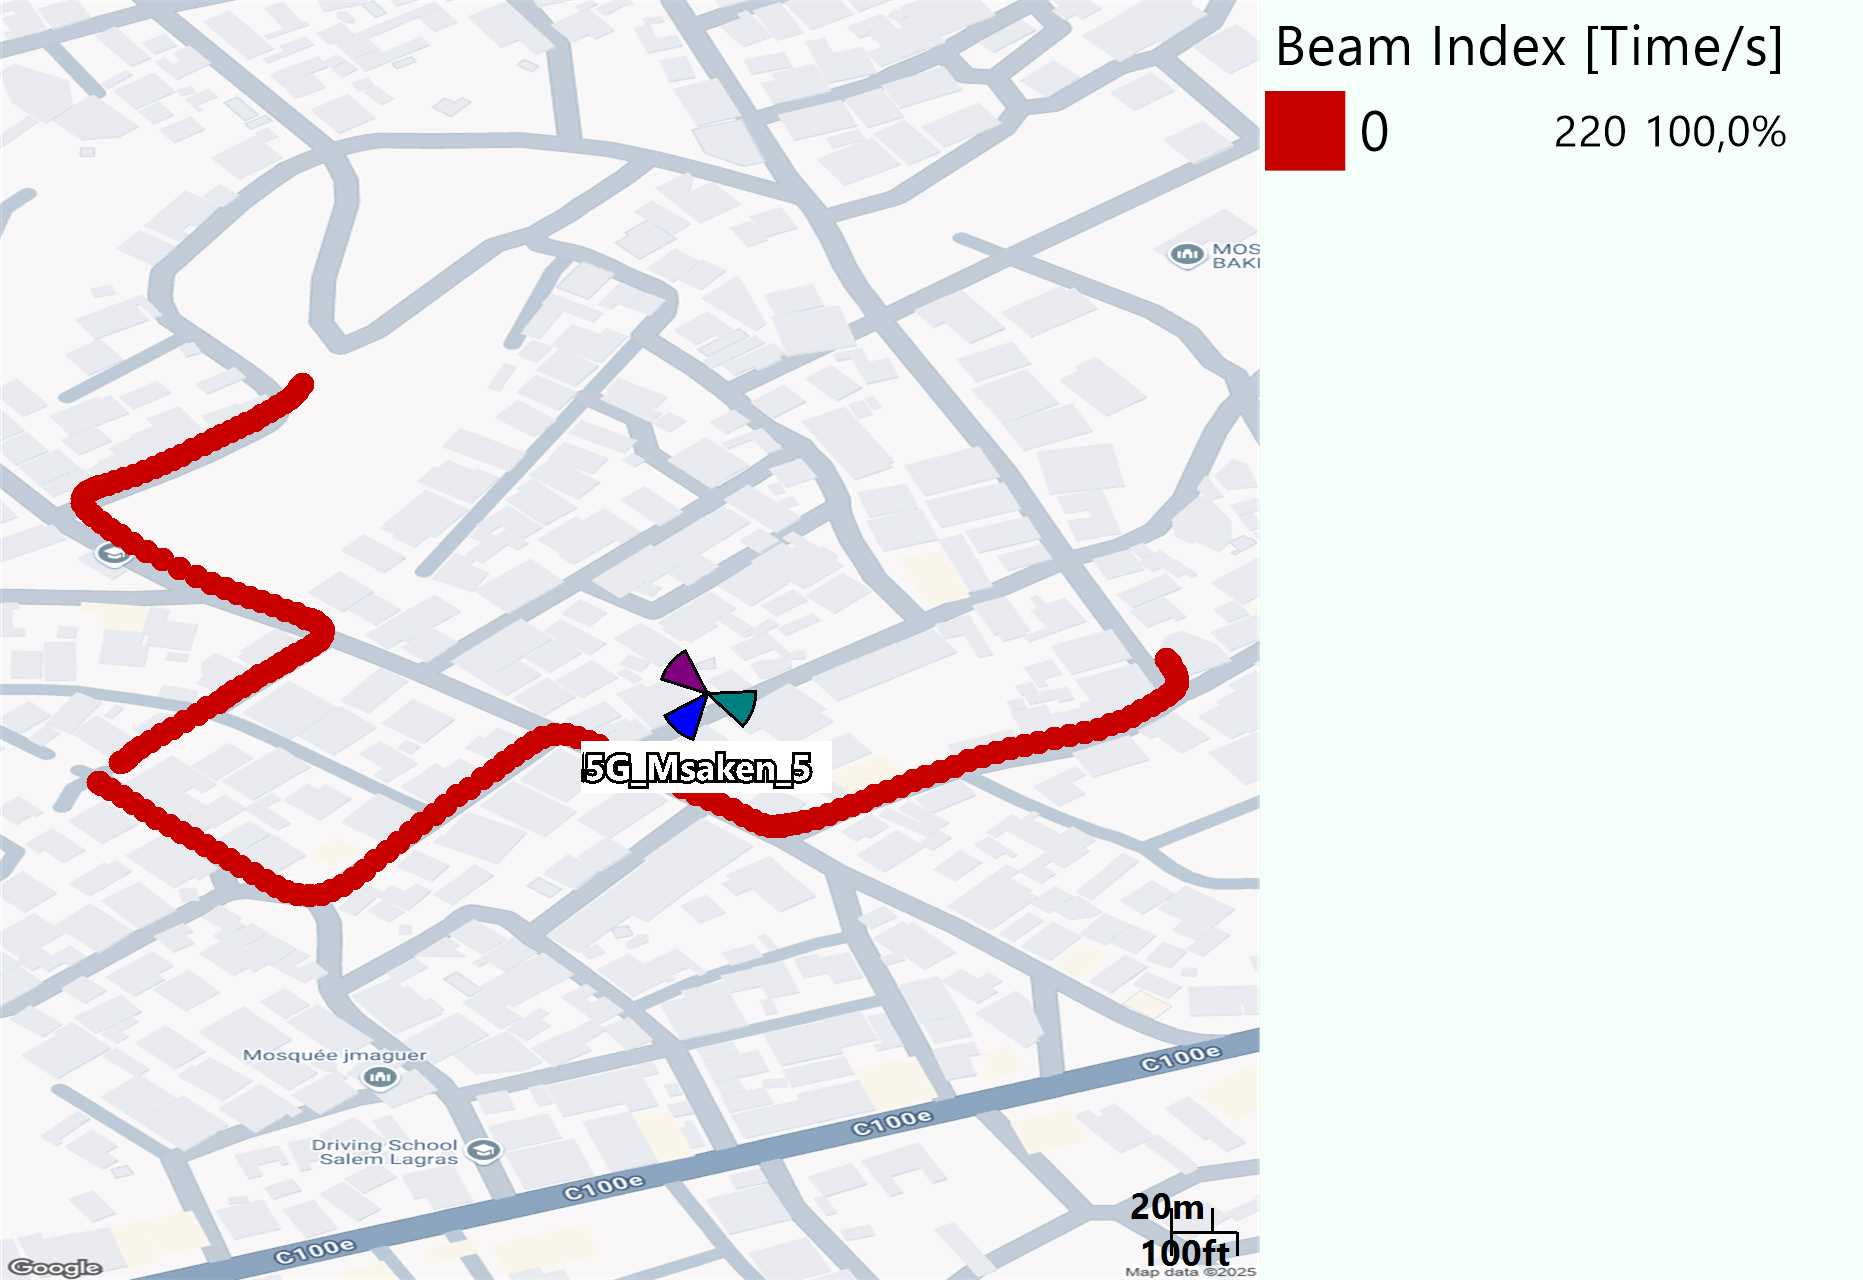 Beam Index [Time/s]
0 220 100,0%
MOS
BAKI
5G_Msaken_5
Mosquée jmaguer
C100e
C100e
Driving School
Salem Lagras
C100e
20m
C100e
100ft
Google
Map data ©2025